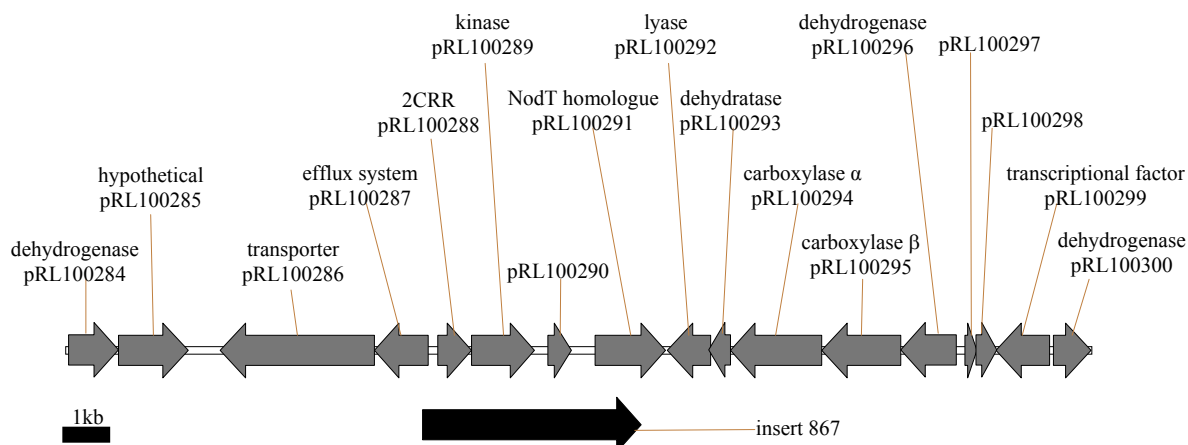 kinase
pRL100289
lyase
pRL100292
dehydrogenase
pRL100296
pRL100297
2CRR
pRL100288
NodT homologue
pRL100291
dehydratase
pRL100293
pRL100298
hypothetical
pRL100285
efflux system
pRL100287
carboxylase α
pRL100294
transcriptional factor
pRL100299
dehydrogenase
pRL100284
transporter
pRL100286
pRL100290
carboxylase β
pRL100295
dehydrogenase
pRL100300
1kb
insert 867